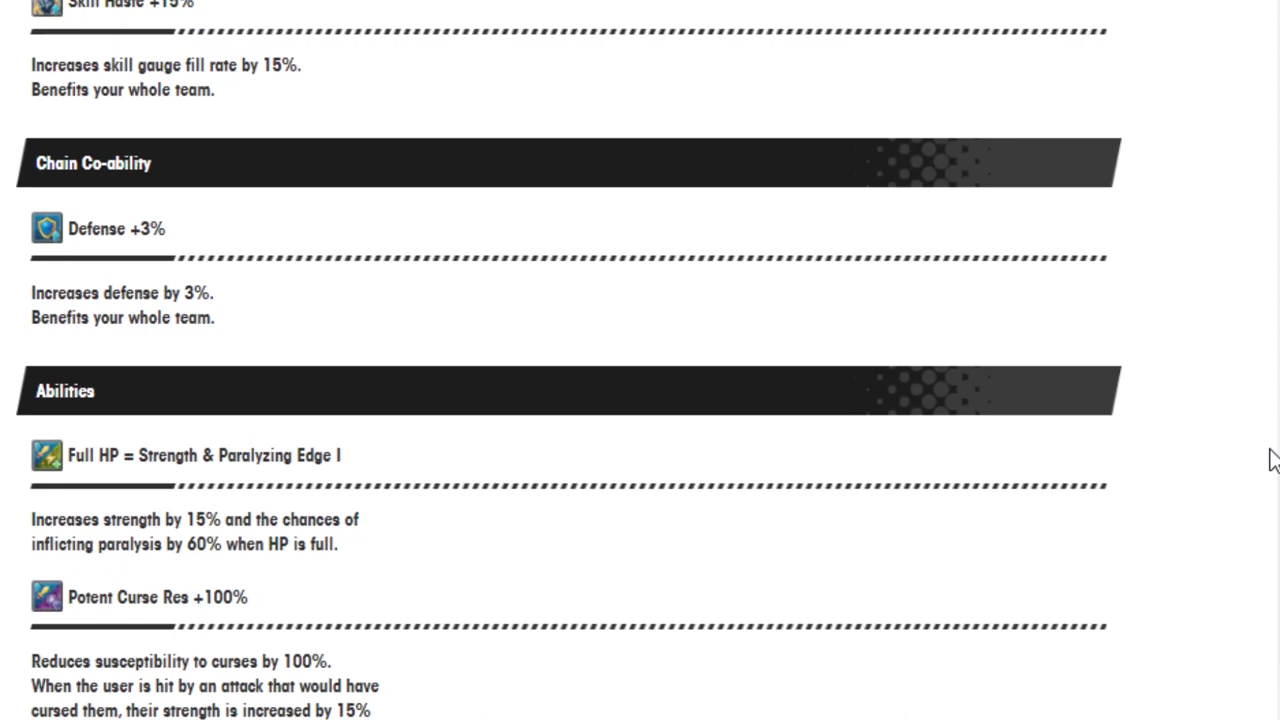 Skill Haste +15%
Increases skill gauge fill rate by 15%.
Benefits your whole team.
Chain Co-ability
Defense +3%
Increases defense by 3%.
Benefits your whole team.
Abilities
Full HP = Strength & Paralyzing Edge I
Increases strength by 15% and the chances of
inflicting paralysis by 60% when HP is full.
Potent Curse Res +100%
Reduces susceptibility to curses by 100%.
When the user is hit by an attack that would have
cursed them, their strength is increased by 15%